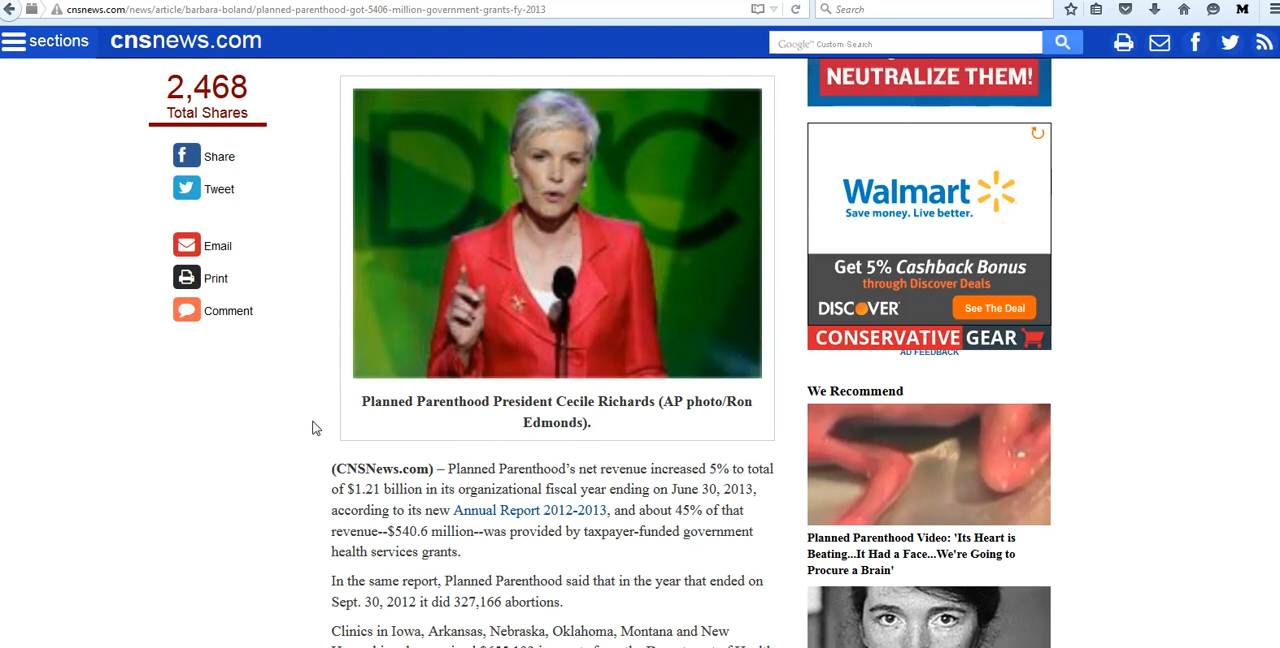 cnsnews.com/news/article/barbara-boland/planned-parenthood-got-5406-million-government-grants-fy-2013
Search
M
sections
cnsnews.com
Google™ Custom Search
2,468
Total Shares
Share
Tweet
Email
Print
Comment
DNC
Planned Parenthood President Cecile Richards (AP photo/Ron
Edmonds).
(CNSNews.com) – Planned Parenthood's net revenue increased 5% to total
of $1.21 billion in its organizational fiscal year ending on June 30, 2013,
according to its new Annual Report 2012-2013, and about 45% of that
revenue--$540.6 million--was provided by taxpayer-funded government
health services grants.
In the same report, Planned Parenthood said that in the year that ended on
Sept. 30, 2012 it did 327,166 abortions.
Clinics in Iowa, Arkansas, Nebraska, Oklahoma, Montana and New
NEUTRALIZE THEM!
Walmart
Save money. Live better.
Get 5% Cashback Bonus
through Discover Deals
DISCOVER
See The Deal
CONSERVATIVE GEAR
AD FEEDBACK
We Recommend
Planned Parenthood Video: 'Its Heart is
Beating...It Had a Face...We're Going to
Procure a Brain'